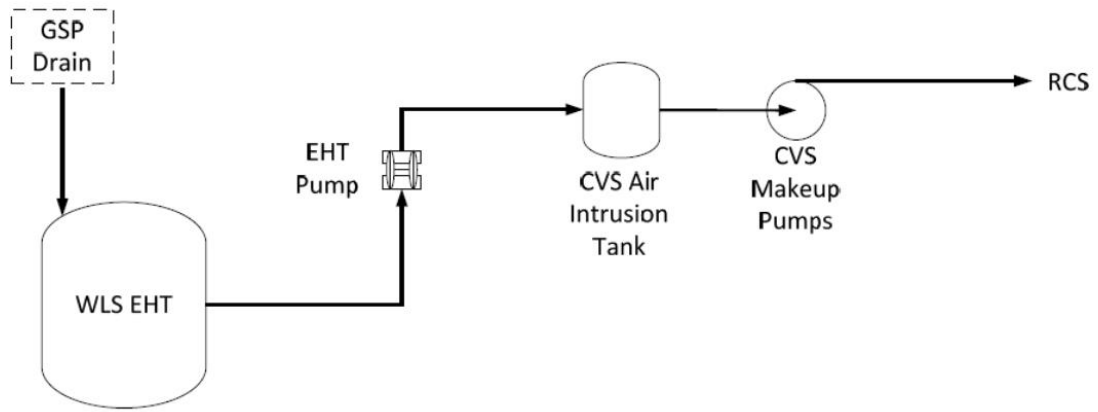 GSP
Drain
WLS EHT
EHT
Pump
CVS Air
Intrusion
Tank
CVS
Makeup
Pumps
RCS